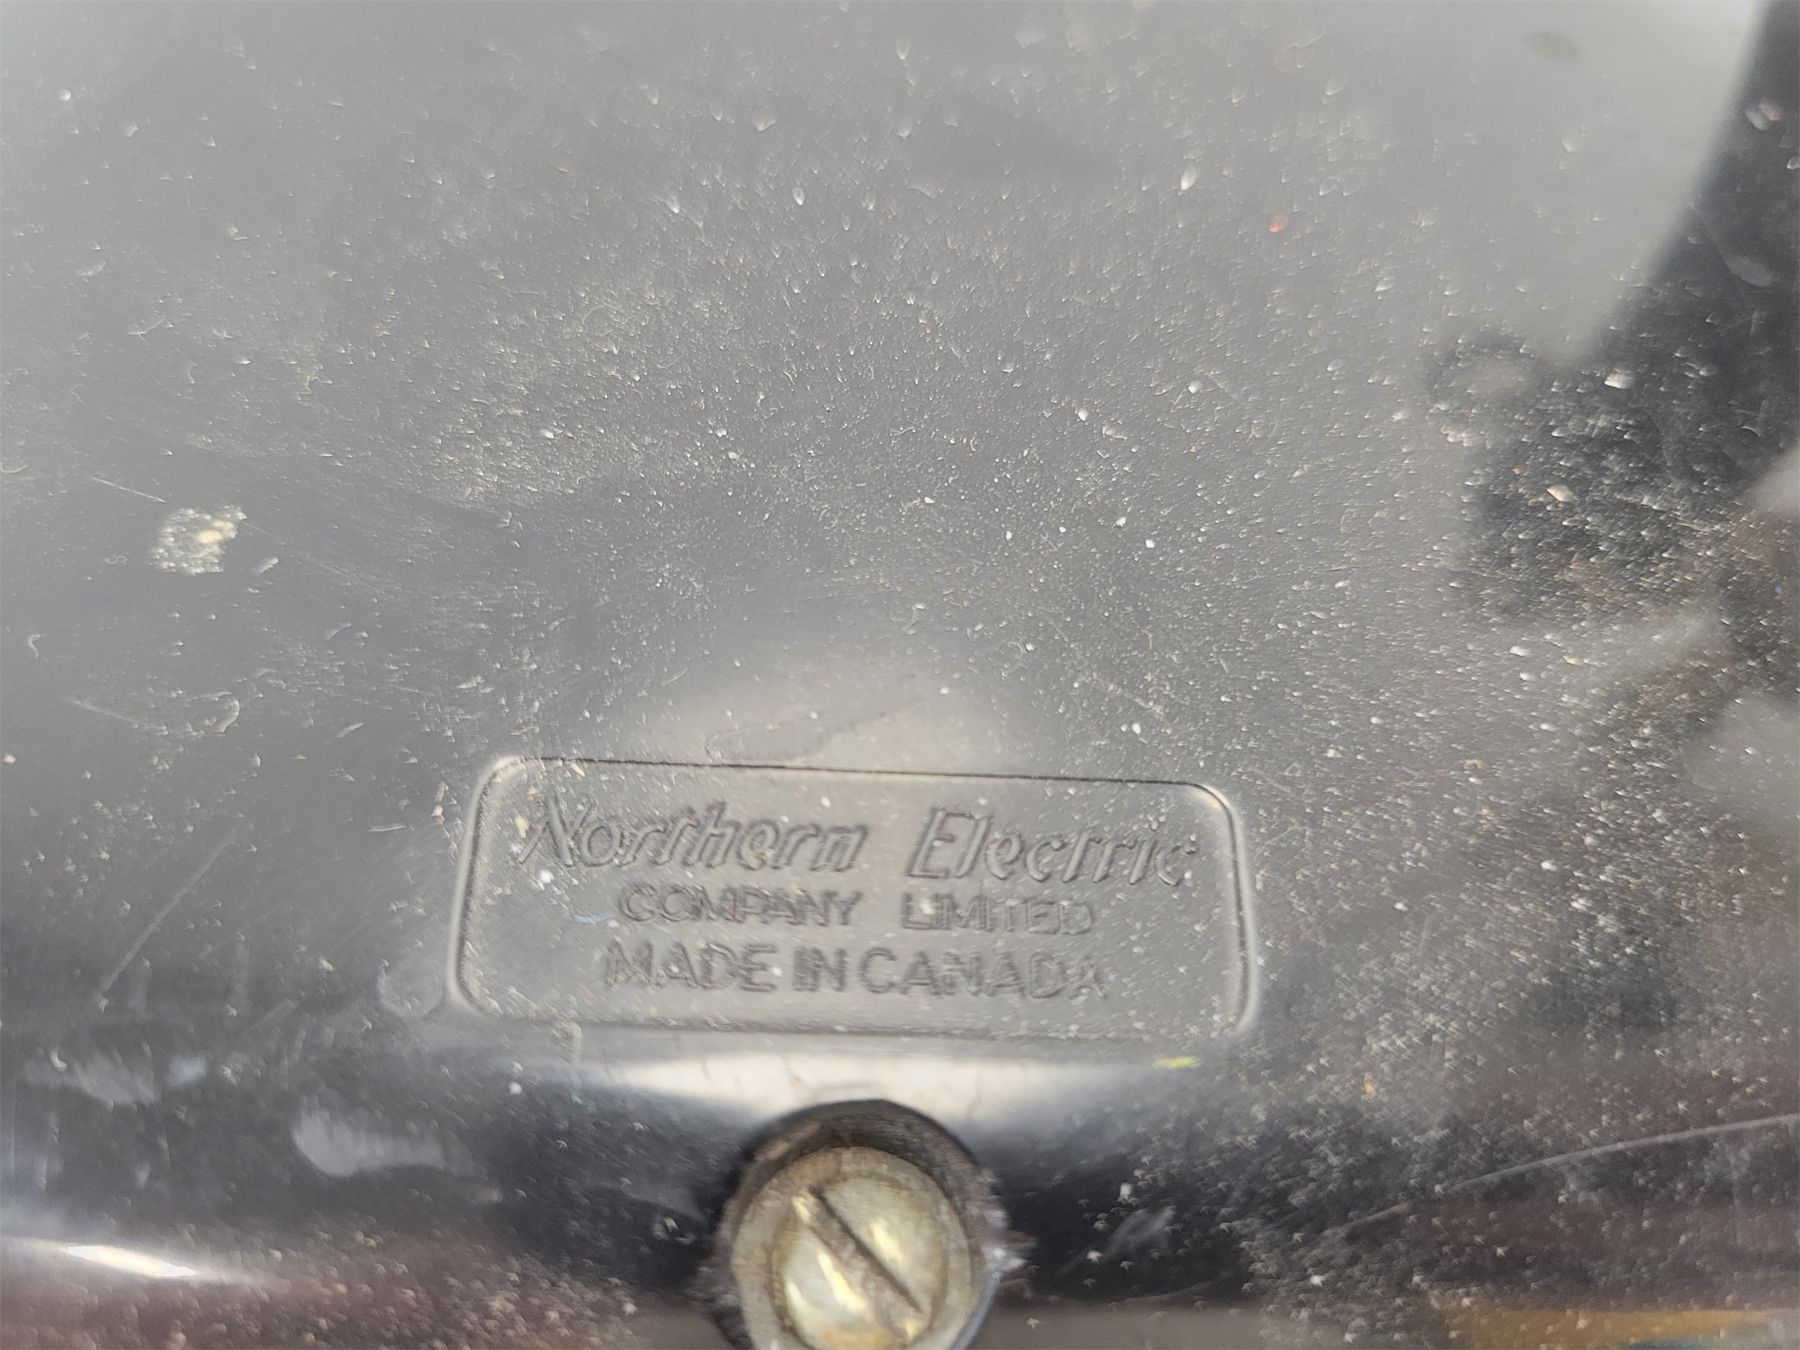 Northern Electric
COMPANY LIMITED
MADE IN CANADA